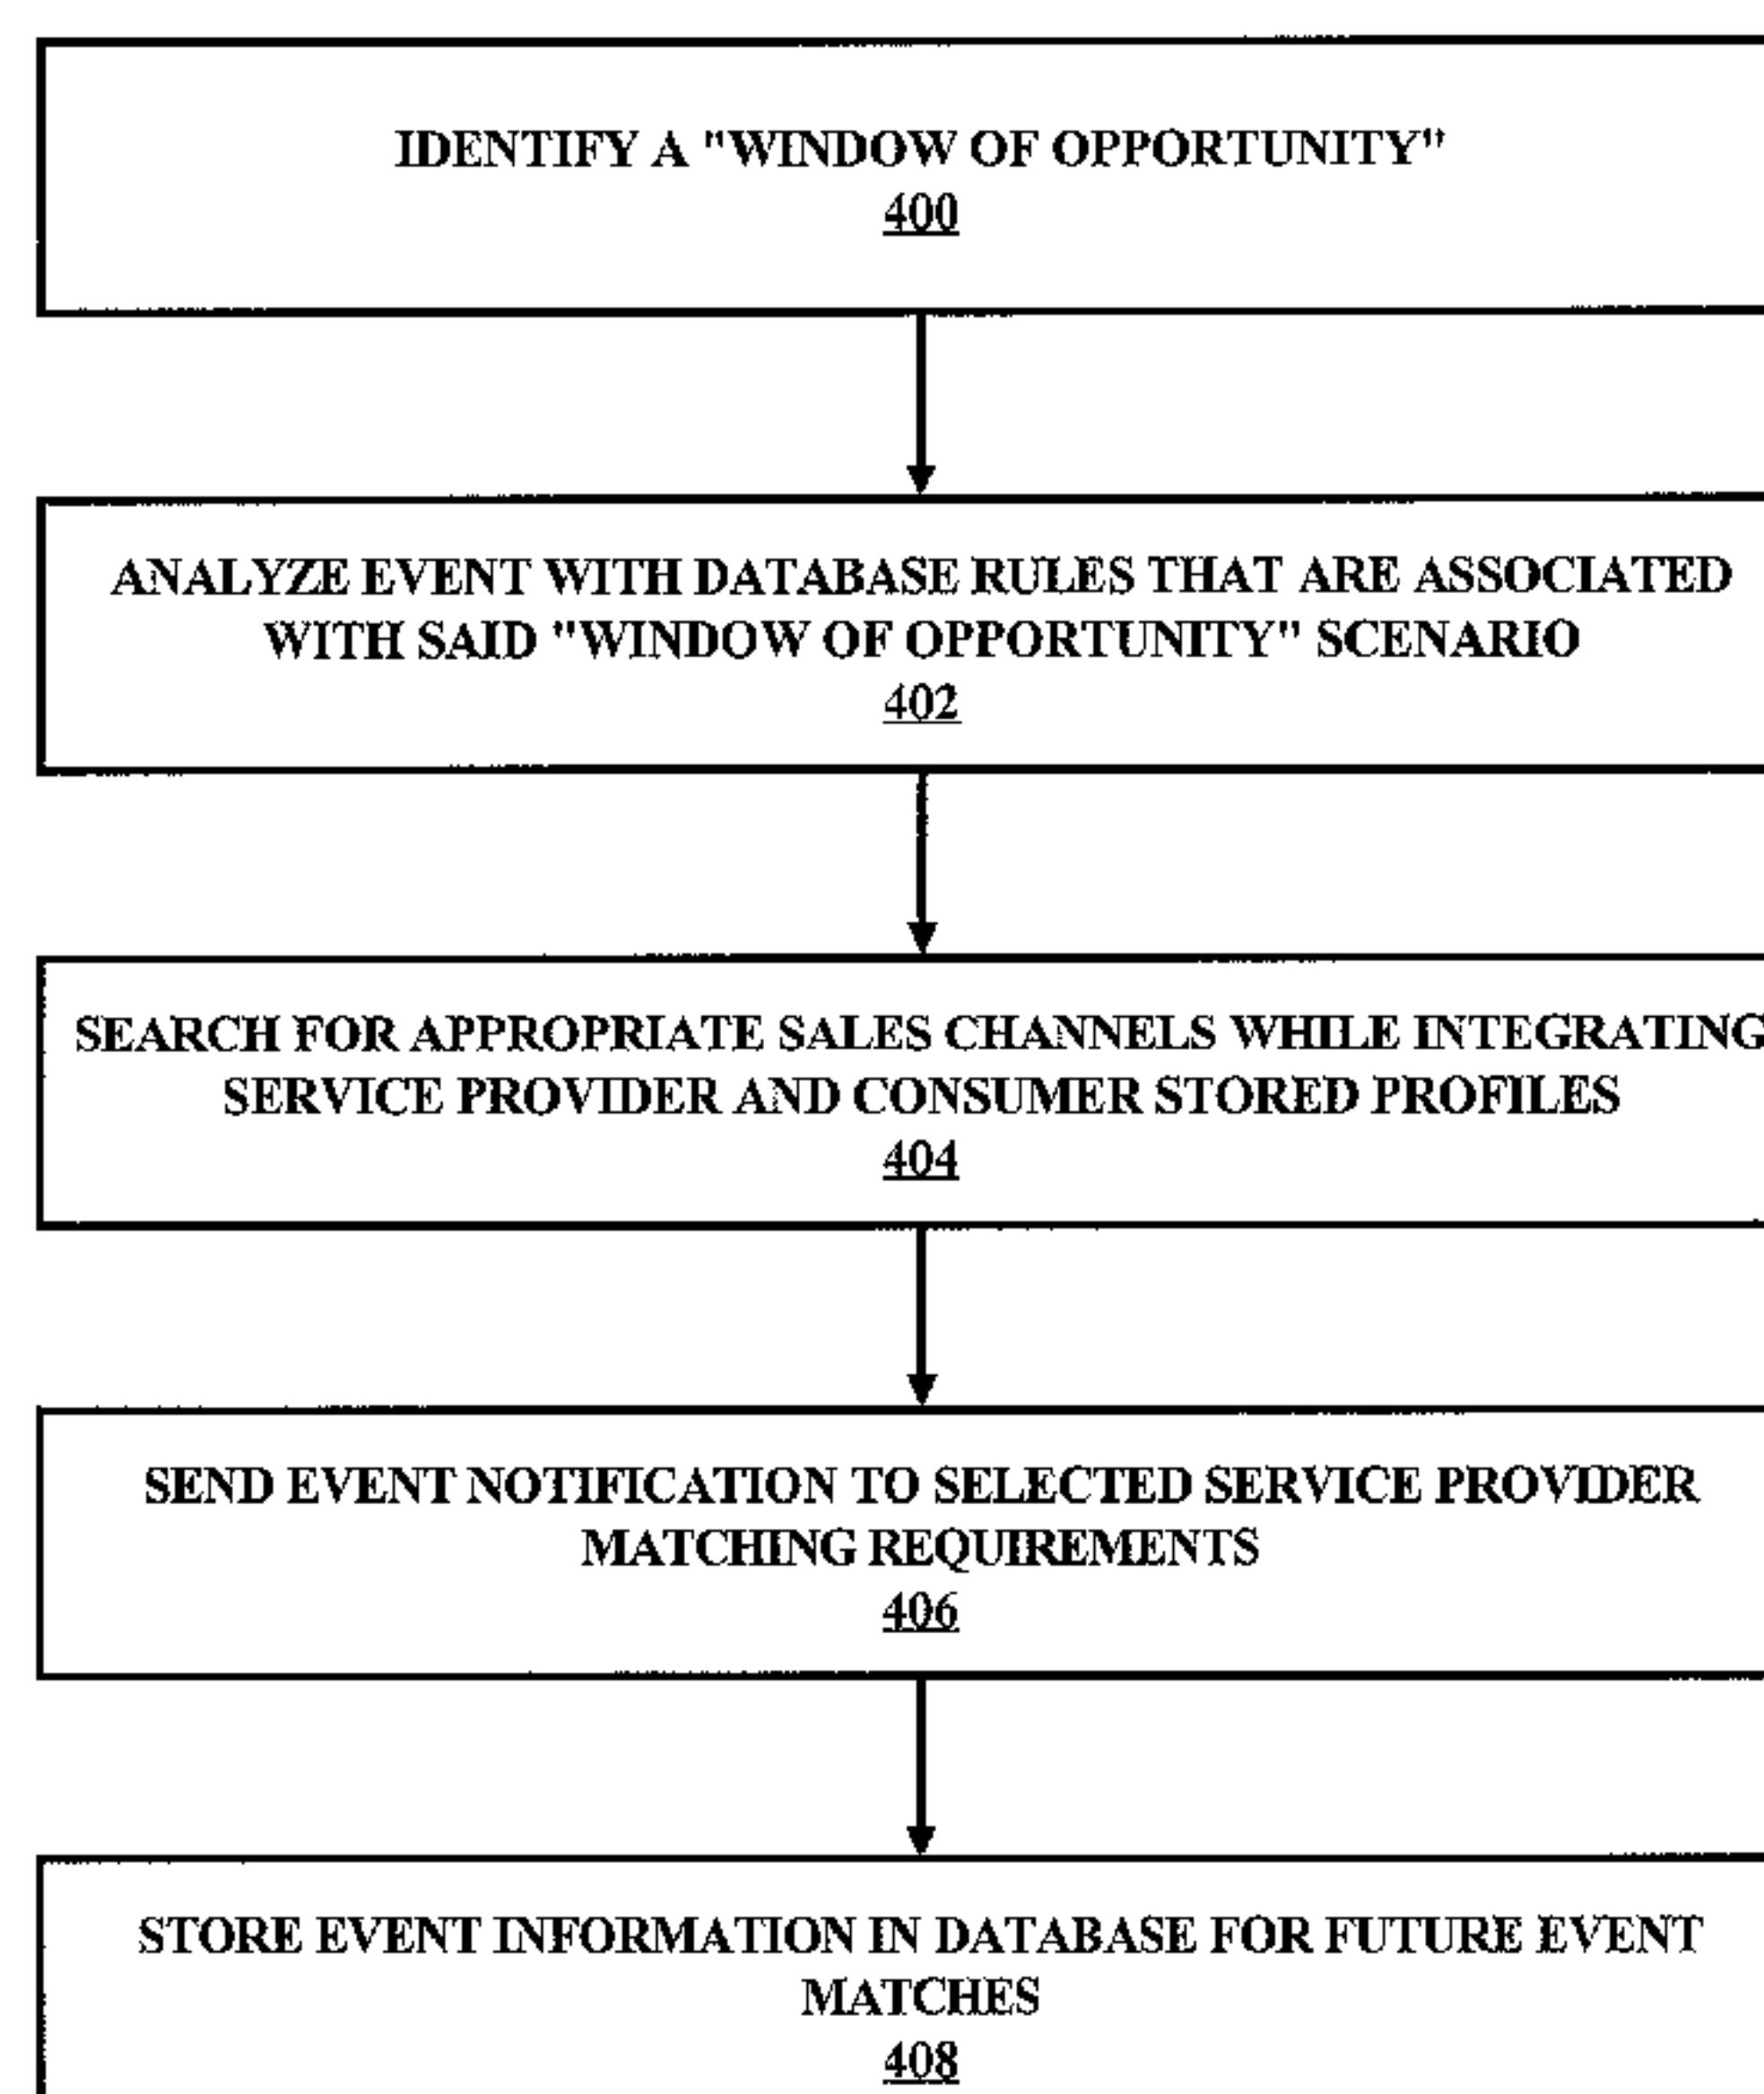 IDENTIFY A "WINDOW OF OPPORTUNITY"
400
ANALYZE EVENT WITH DATABASE RULES THAT ARE ASSOCIATED
WITH SAID "WINDOW OF OPPORTUNITY" SCENARIO
402
SEARCH FOR APPROPRIATE SALES CHANNELS WHILE INTEGRATING
SERVICE PROVIDER AND CONSUMER STORED PROFILES
404
SEND EVENT NOTIFICATION TO SELECTED SERVICE PROVIDER
MATCHING REQUIREMENTS
406
STORE EVENT INFORMATION IN DATABASE FOR FUTURE EVENT
MATCHES
408